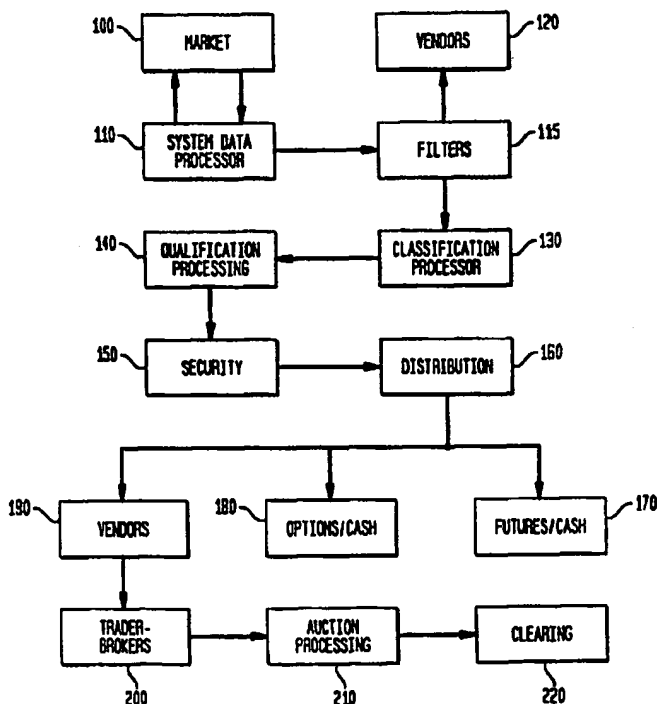 100
MARKET
120
VENDORS
110
SYSTEM DATA
PROCESSOR
115
FILTERS
140
QUALIFICATION
PROCESSING
130
CLASSIFICATION
PROCESSOR
150
SECURITY
160
DISTRIBUTION
190
VENDORS
180
OPTIONS/CASH
170
FUTURES/CASH
TRADER-
BROKERS
200
AUCTION
PROCESSING
210
CLEARING
220